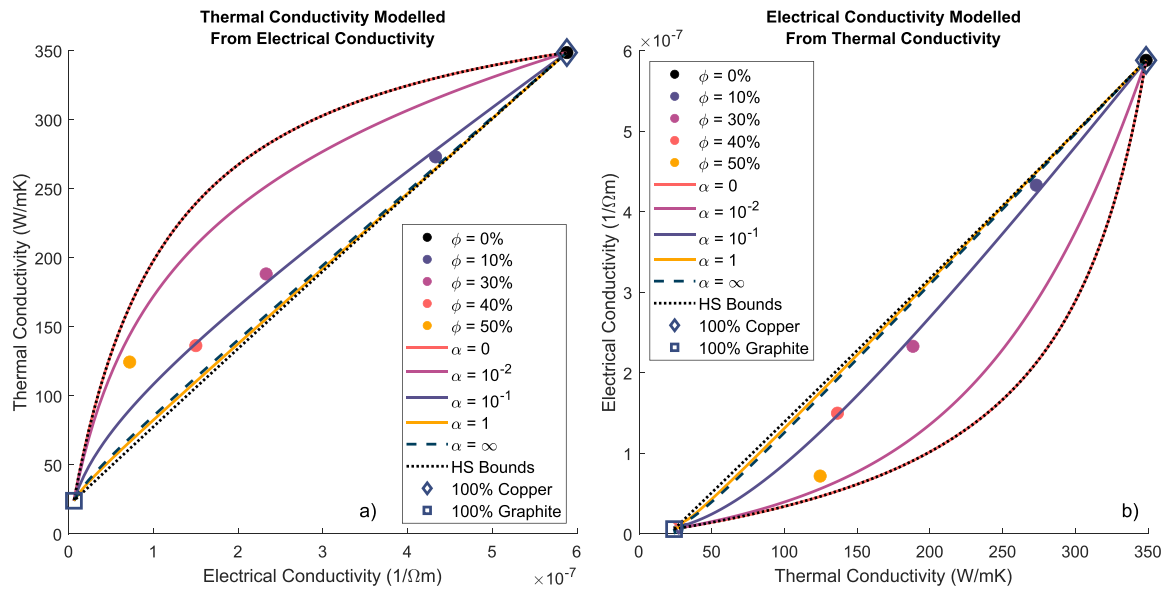 Thermal Conductivity Modelled
From Electrical Conductivity
350
300
250
200
150
100
50
0
Thermal Conductivity (W/mK)
0 1 2 3 4 5 6
×10⁻⁷
Electrical Conductivity (1/Ωm)
ϕ = 0%
ϕ = 10%
ϕ = 30%
ϕ = 40%
ϕ = 50%
α = 0
α = 10⁻²
α = 10⁻¹
α = 1
α = ∞
HS Bounds
100% Copper
100% Graphite
a)
Electrical Conductivity Modelled
From Thermal Conductivity
×10⁻⁷
6
5
4
3
2
1
0
Electrical Conductivity (1/Ωm)
0 50 100 150 200 250 300 350
Thermal Conductivity (W/mK)
ϕ = 0%
ϕ = 10%
ϕ = 30%
ϕ = 40%
ϕ = 50%
α = 0
α = 10⁻²
α = 10⁻¹
α = 1
α = ∞
HS Bounds
100% Copper
100% Graphite
b)